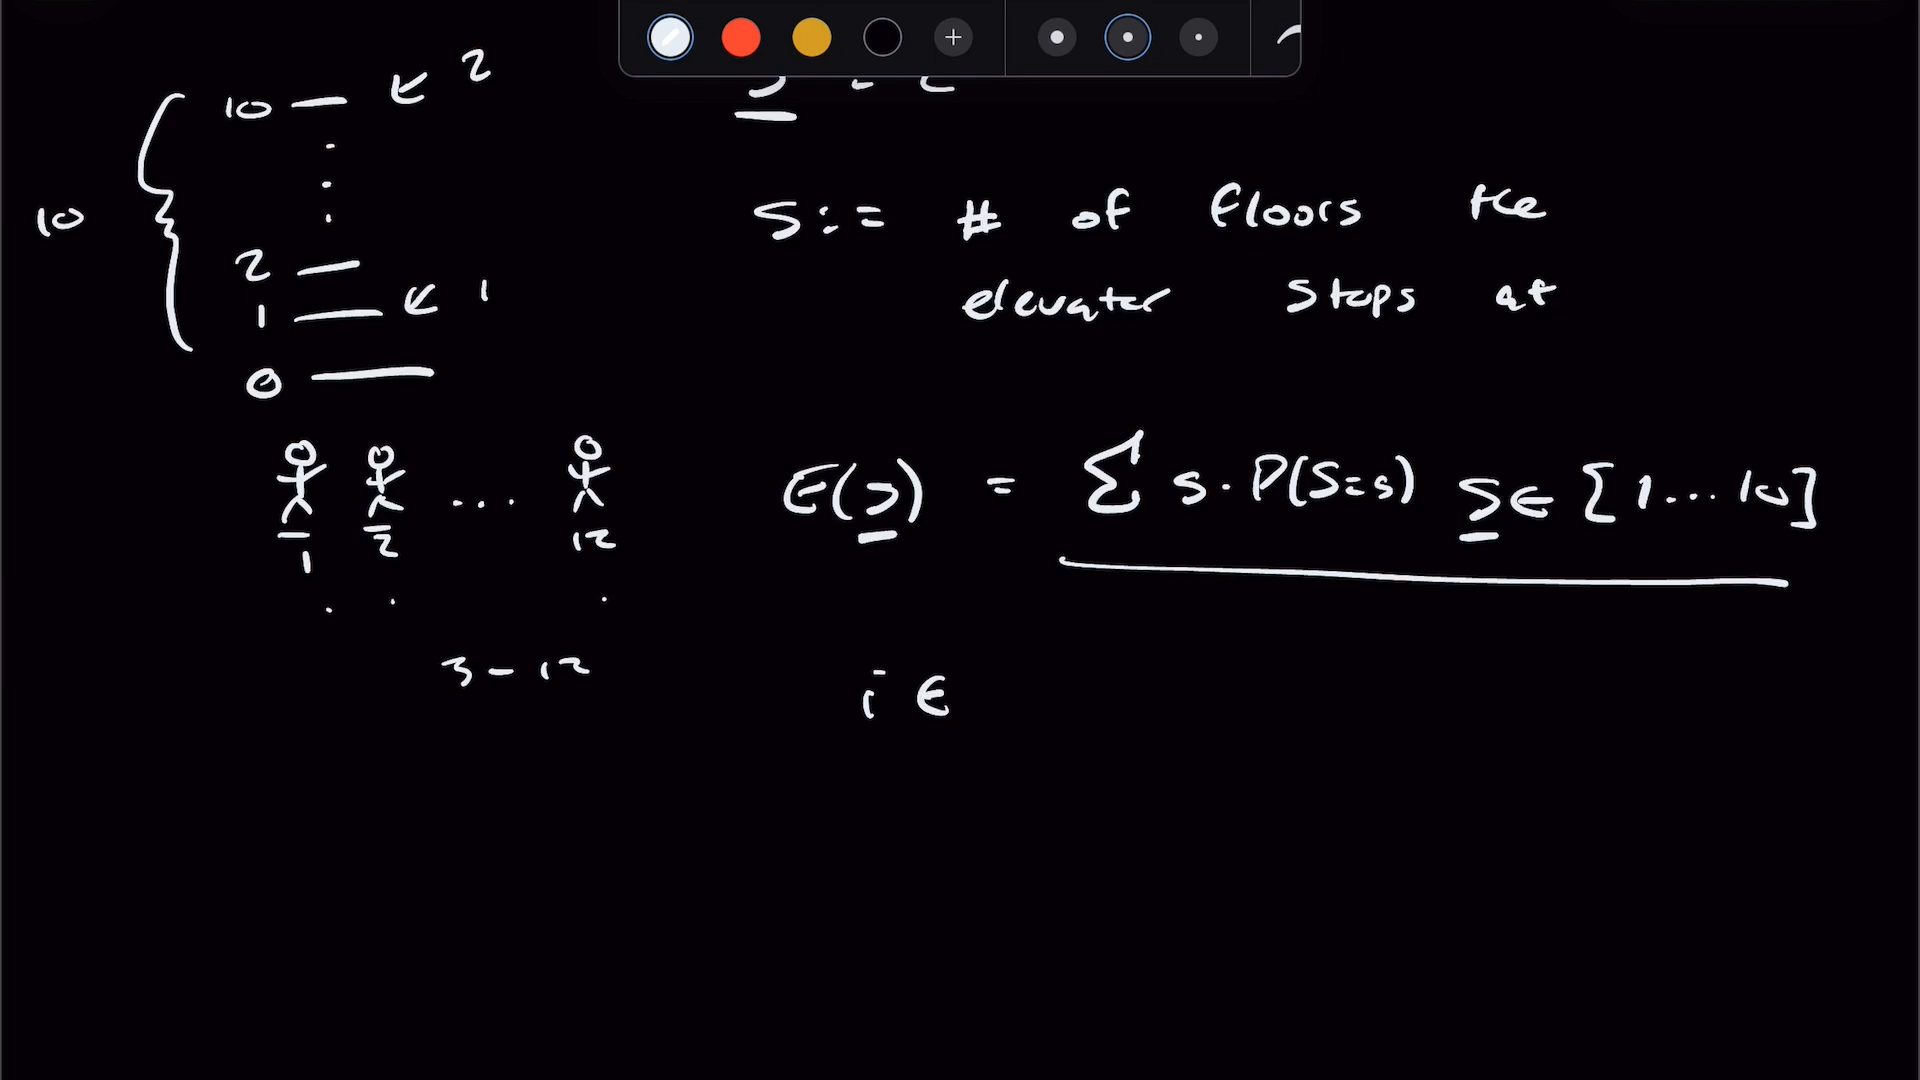 10 — ↙ 2
S := # of floors the
elevator stops at
10
2 —
1 — ↙ 1
0 —
E(S) = Σ s · P(S=s) S ∈ [1...10]
1 2 ... 12
3 - 12
i ∈